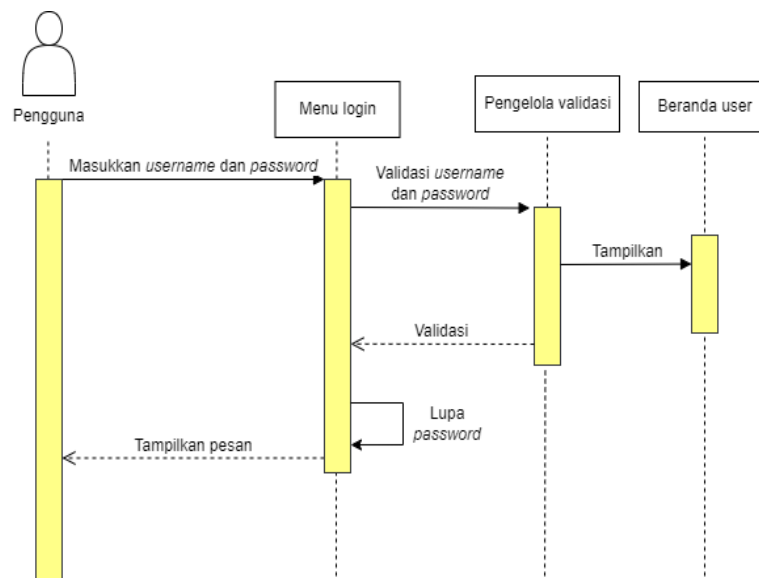 Pengguna
Menu login
Pengelola validasi
Beranda user
Masukkan username dan password
Validasi username
dan password
Tampilkan
Validasi
Lupa
password
Tampilkan pesan